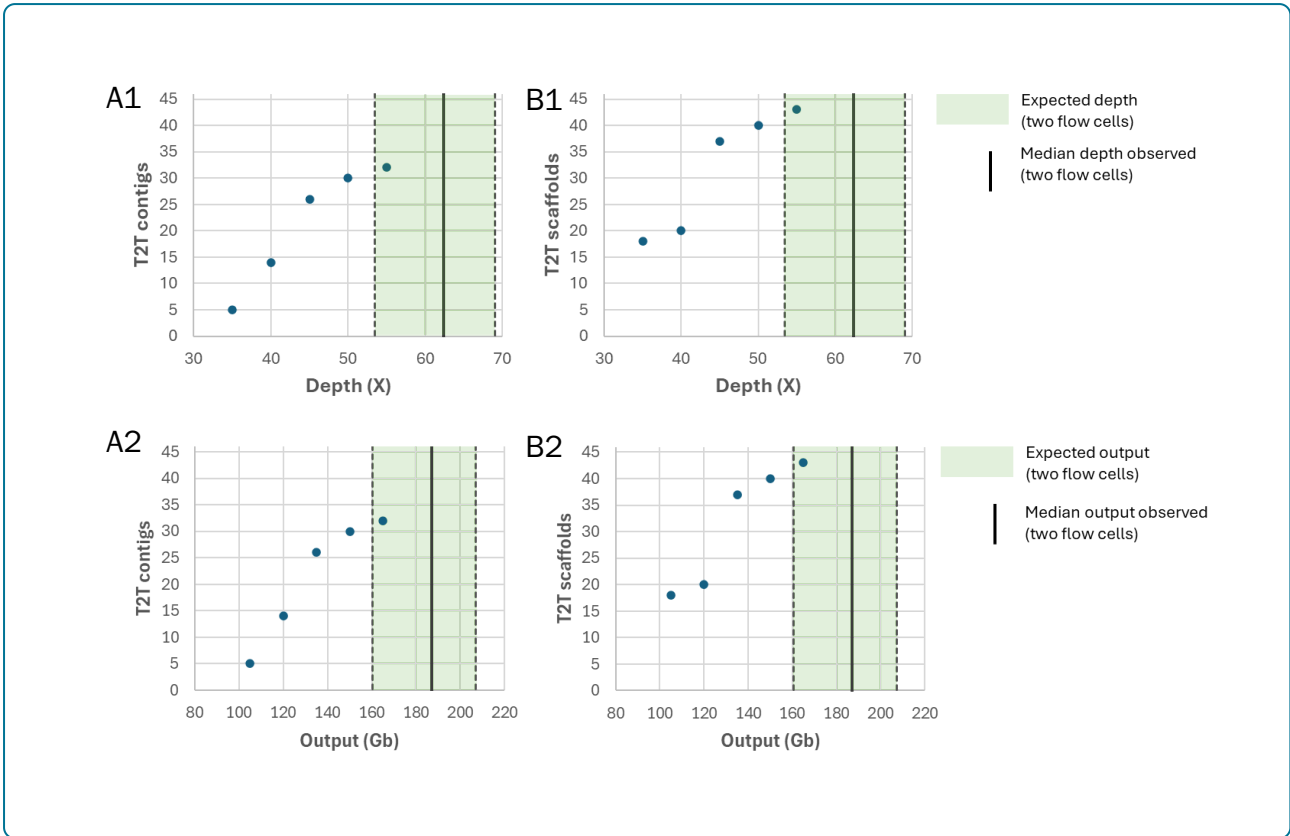 A1
45
40
35
30
25
20
15
10
5
0
T2T contigs
30 40 50 60 70
Depth (X)
B1
45
40
35
30
25
20
15
10
5
0
T2T scaffolds
30 40 50 60 70
Depth (X)
Expected depth
(two flow cells)
Median depth observed
(two flow cells)
A2
45
40
35
30
25
20
15
10
5
0
T2T contigs
80 100 120 140 160 180 200 220
Output (Gb)
B2
45
40
35
30
25
20
15
10
5
0
T2T scaffolds
80 100 120 140 160 180 200 220
Output (Gb)
Expected output
(two flow cells)
Median output observed
(two flow cells)